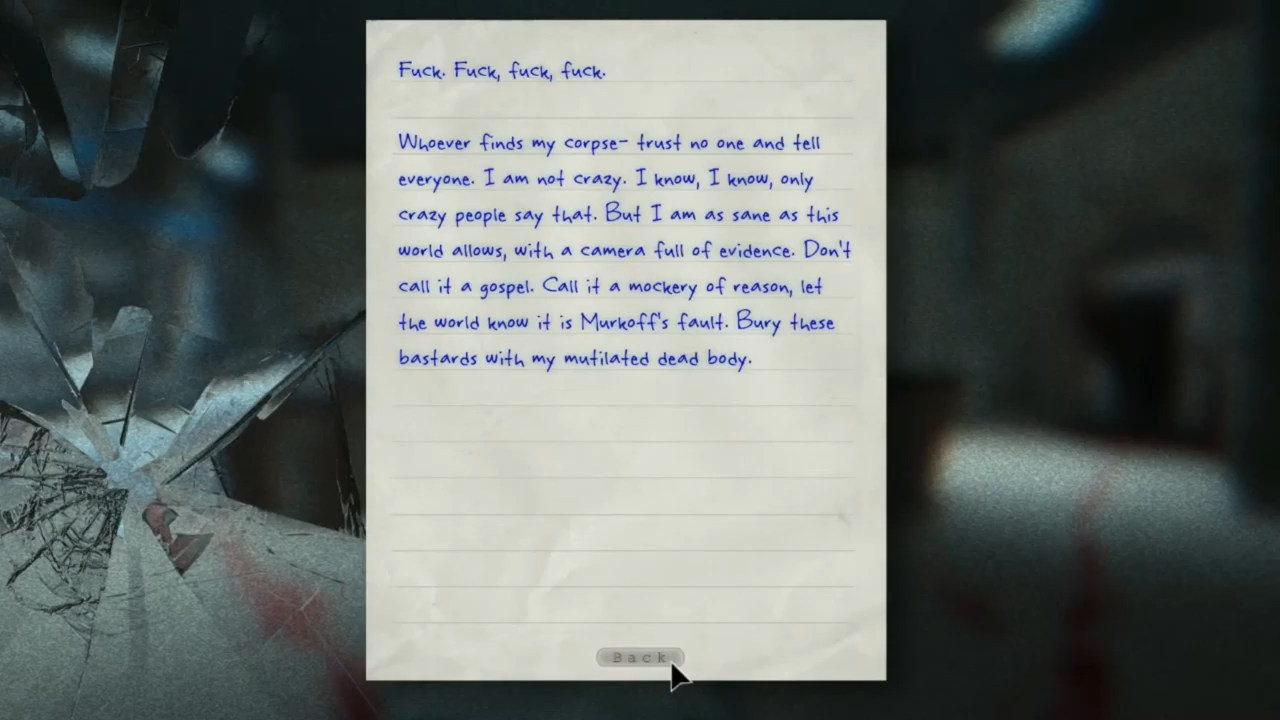 Fuck. Fuck, fuck, fuck.
Whoever finds my corpse- trust no one and tell
everyone. I am not crazy. I know, I know, only
crazy people say that. But I am as sane as this
world allows, with a camera full of evidence. Don't
call it a gospel. Call it a mockery of reason, let
the world know it is Murkoff's fault. Bury these
bastards with my mutilated dead body.
Back